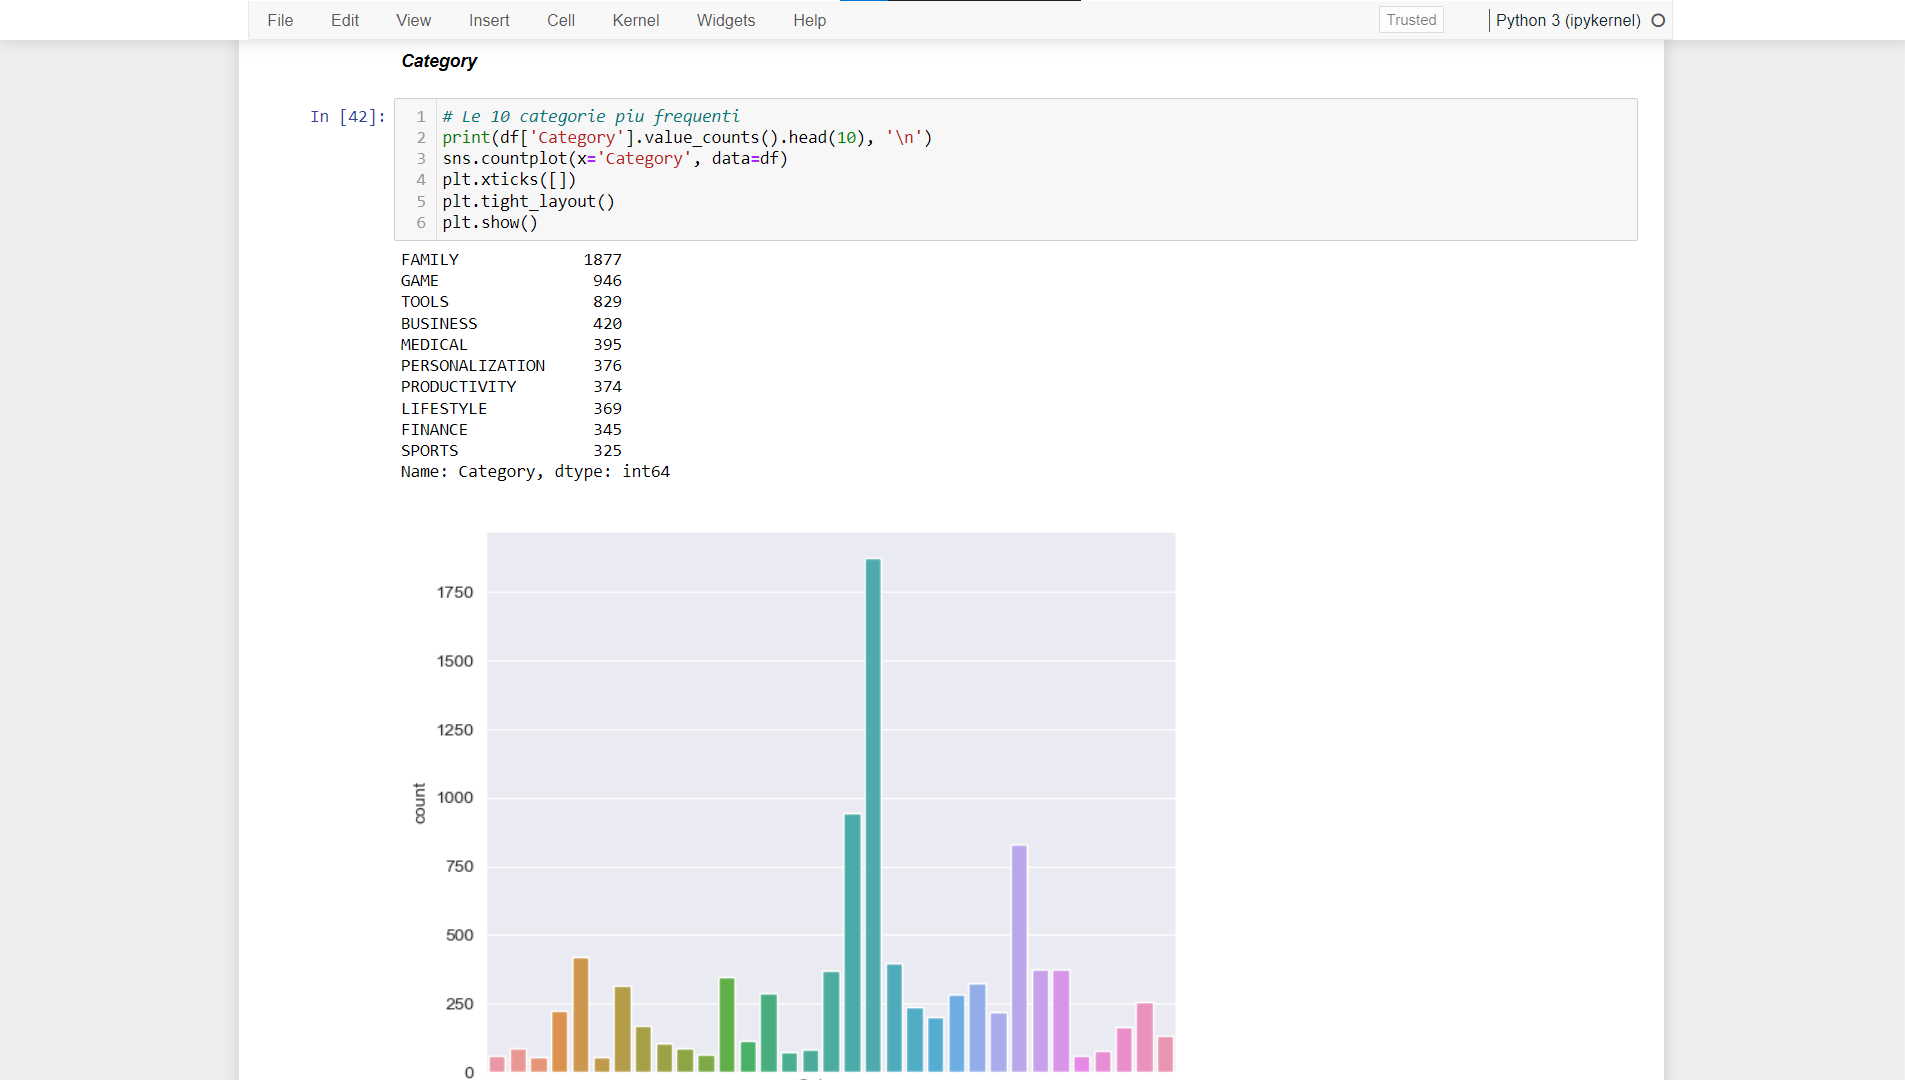 File Edit View Insert Cell Kernel Widgets Help Trusted Python 3 (ipykernel)
Category
In [42]:
1 # Le 10 categorie piu frequenti
2 print(df['Category'].value_counts().head(10), '\n')
3 sns.countplot(x='Category', data=df)
4 plt.xticks([])
5 plt.tight_layout()
6 plt.show()
FAMILY 1877
GAME 946
TOOLS 829
BUSINESS 420
MEDICAL 395
PERSONALIZATION 376
PRODUCTIVITY 374
LIFESTYLE 369
FINANCE 345
SPORTS 325
Name: Category, dtype: int64
1750
1500
1250
1000
750
500
250
0
count